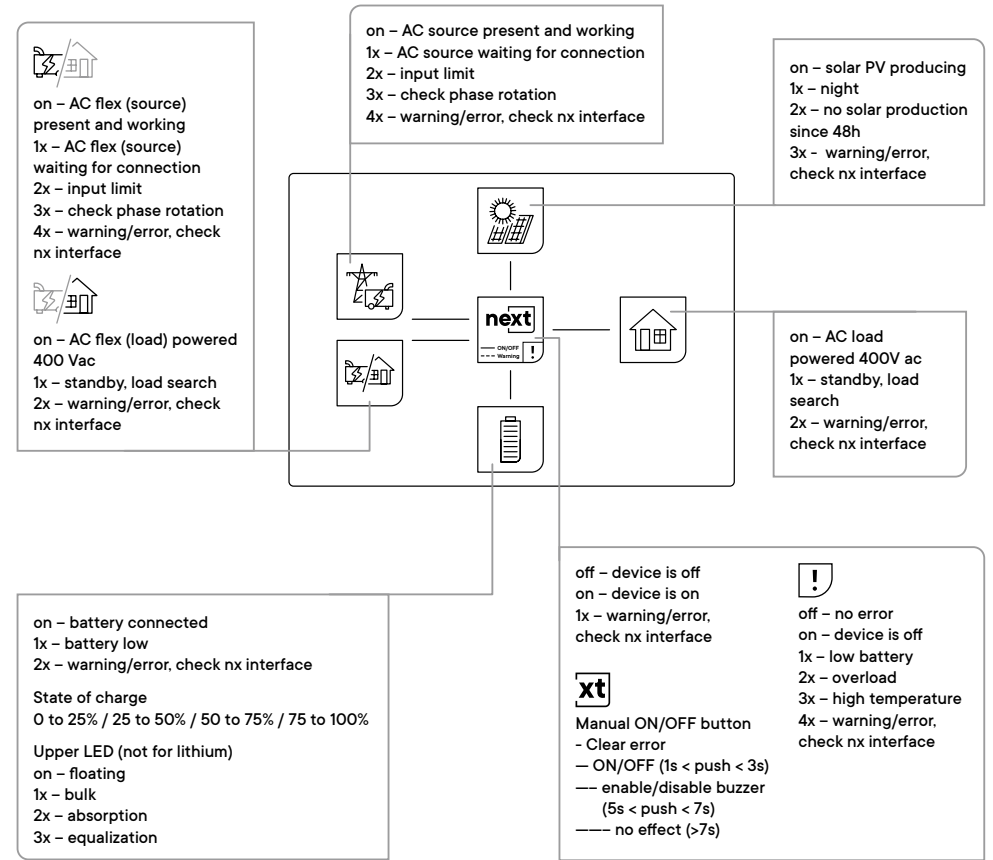 on – AC flex (source)
present and working
1x – AC flex (source)
waiting for connection
2x – input limit
3x – check phase rotation
4x – warning/error, check
nx interface
on – AC flex (load) powered
400 Vac
1x – standby, load search
2x – warning/error, check
nx interface
on – AC source present and working
1x – AC source waiting for connection
2x – input limit
3x – check phase rotation
4x – warning/error, check nx interface
on – solar PV producing
1x – night
2x – no solar production
since 48h
3x - warning/error,
check nx interface
next
ON/OFF
Warning
!
on – AC load
powered 400V ac
1x – standby, load
search
2x – warning/error,
check nx interface
on – battery connected
1x – battery low
2x – warning/error, check nx interface
State of charge
0 to 25% / 25 to 50% / 50 to 75% / 75 to 100%
Upper LED (not for lithium)
on – floating
1x – bulk
2x – absorption
3x – equalization
off – device is off
on – device is on
1x – warning/error,
check nx interface
xt
Manual ON/OFF button
- Clear error
— ON/OFF (1s < push < 3s)
—– enable/disable buzzer
(5s < push < 7s)
——– no effect (>7s)
!
off – no error
on – device is off
1x – low battery
2x – overload
3x – high temperature
4x – warning/error,
check nx interface